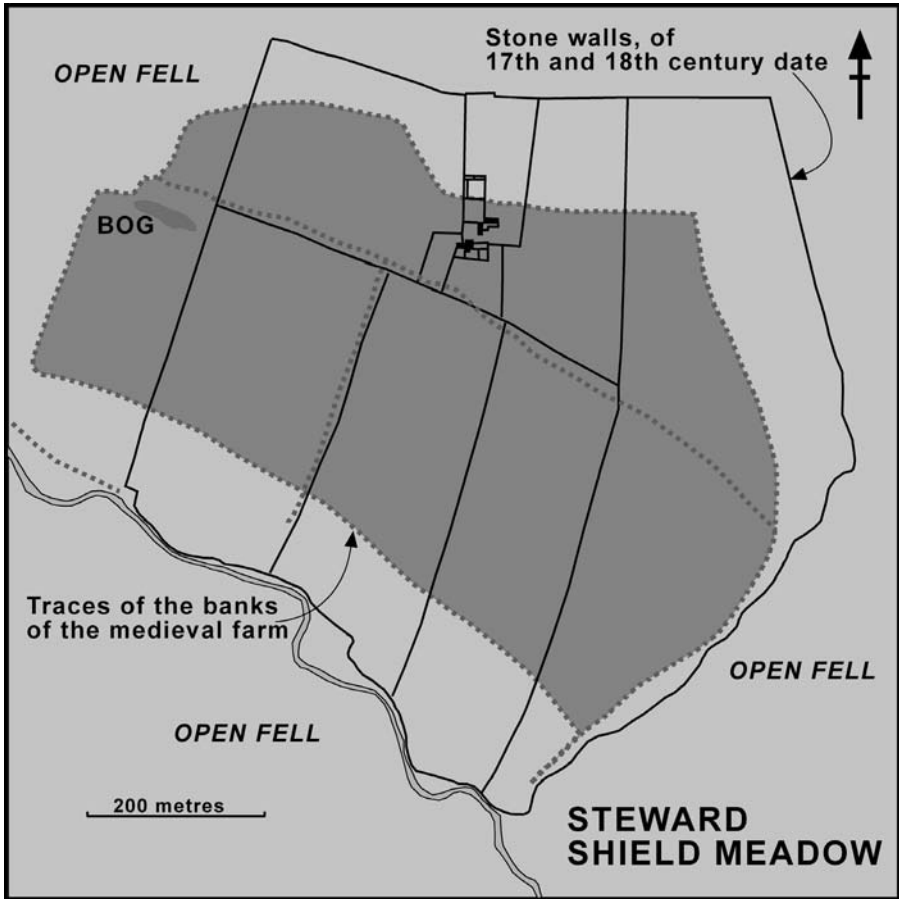 OPEN FELL
Stone walls, of
17th and 18th century date
BOG
Traces of the banks
of the medieval farm
OPEN FELL
OPEN FELL
200 metres
STEWARD
SHIELD MEADOW